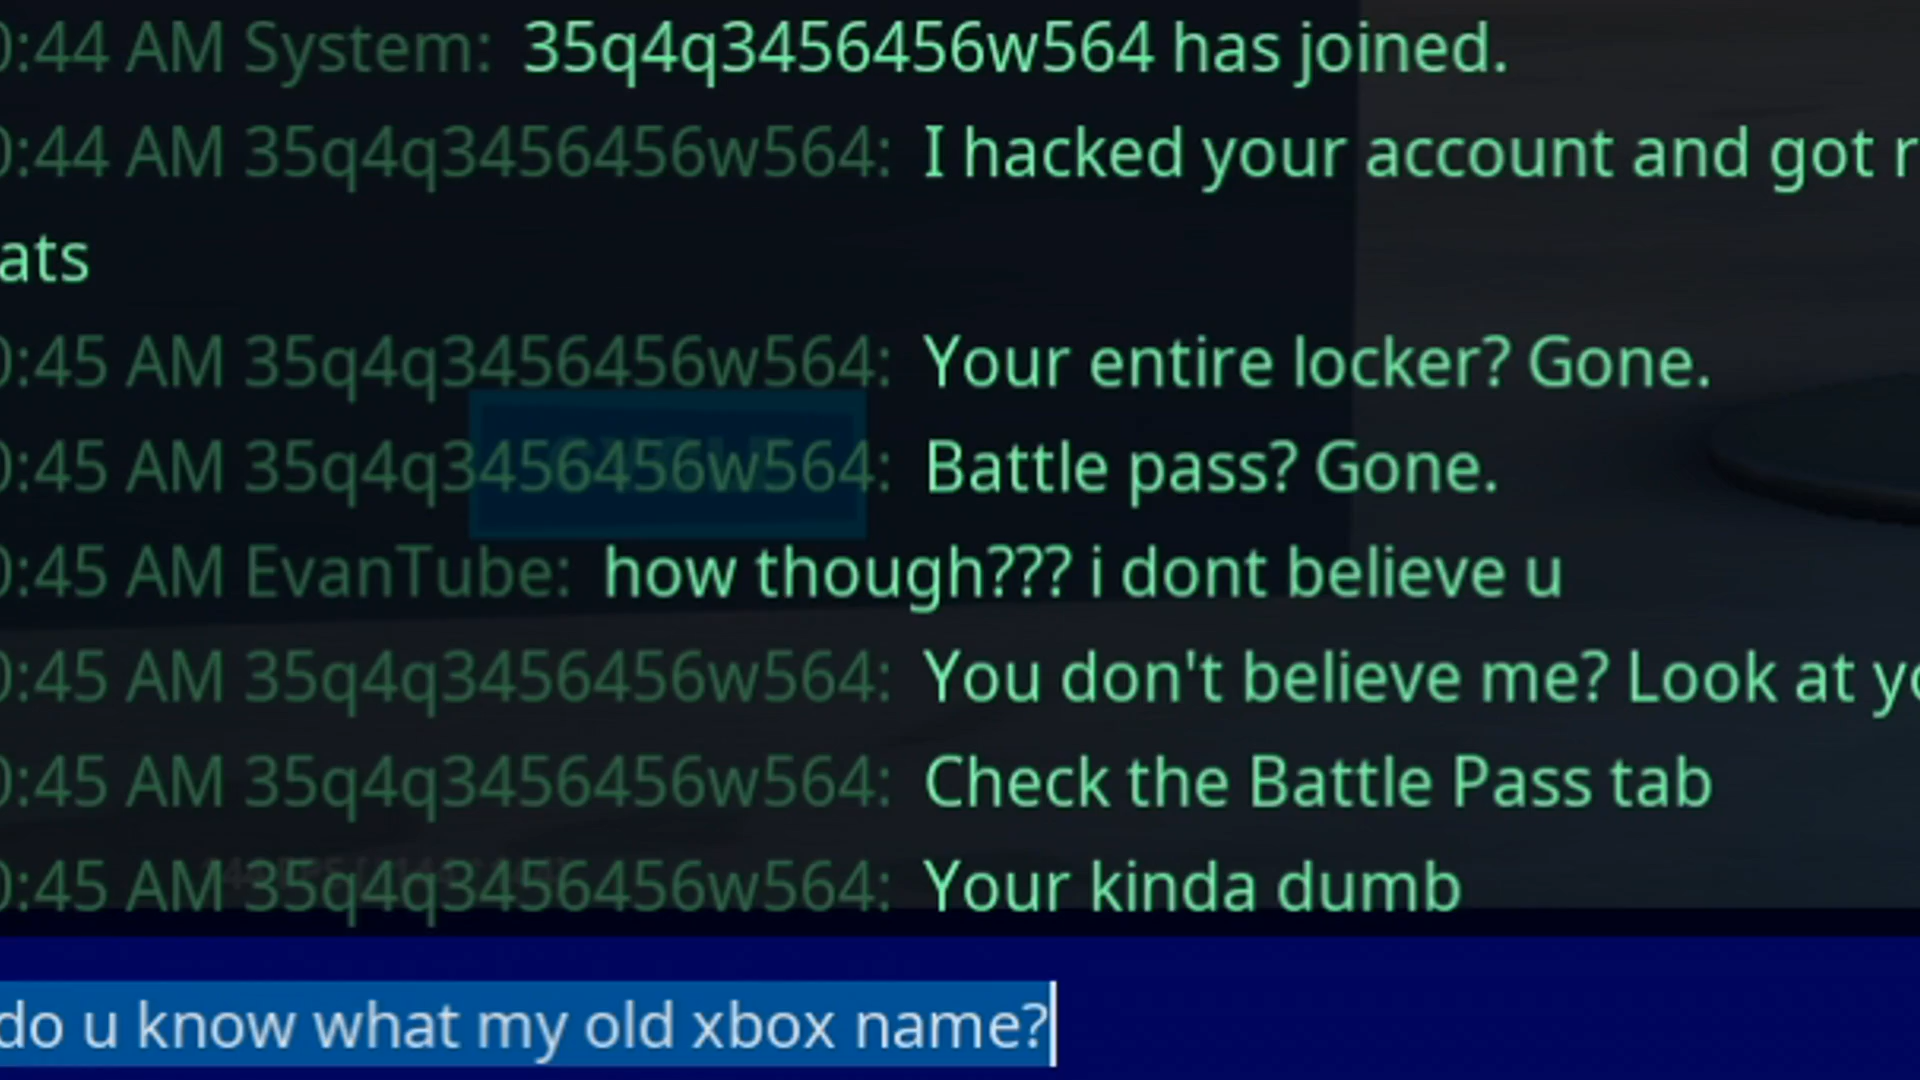 0:44 AM System: 35q4q3456456w564 has joined.
0:44 AM 35q4q3456456w564: I hacked your account and got r
ats
0:45 AM 35q4q3456456w564: Your entire locker? Gone.
0:45 AM 35q4q3456456w564: Battle pass? Gone.
0:45 AM EvanTube: how though??? i dont believe u
0:45 AM 35q4q3456456w564: You don't believe me? Look at yo
0:45 AM 35q4q3456456w564: Check the Battle Pass tab
0:45 AM 35q4q3456456w564: Your kinda dumb
do u know what my old xbox name?